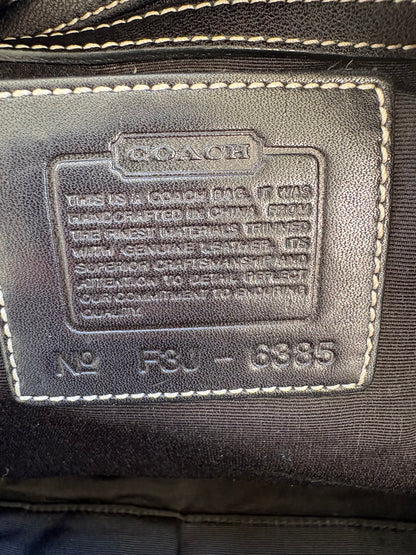 COACH
THIS IS A COACH BAG. IT WAS
HANDCRAFTED IN CHINA FROM
THE FINEST MATERIALS TRIMMED
WITH GENUINE LEATHER. ITS
SUPERIOR CRAFTSMANSHIP AND
ATTENTION TO DETAIL REFLECT
OUR COMMITMENT TO ENDURING
QUALITY.
Nº F3J - 6385